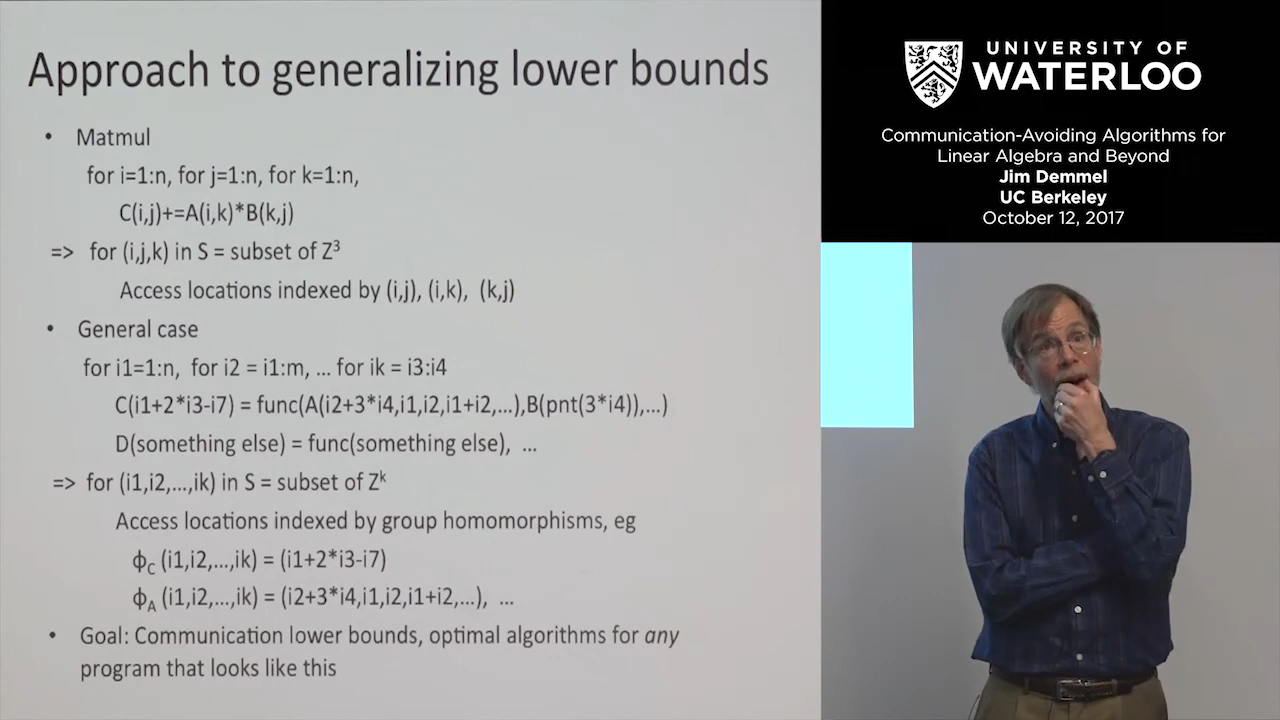 Approach to generalizing lower bounds
• Matmul
for i=1:n, for j=1:n, for k=1:n,
C(i,j)+=A(i,k)*B(k,j)
=> for (i,j,k) in S = subset of Z³
Access locations indexed by (i,j), (i,k), (k,j)
• General case
for i1=1:n, for i2 = i1:m, ... for ik = i3:i4
C(i1+2*i3-i7) = func(A(i2+3*i4,i1,i2,i1+i2,...),B(pnt(3*i4)),...)
D(something else) = func(something else), ...
=> for (i1,i2,...,ik) in S = subset of Zᵏ
Access locations indexed by group homomorphisms, eg
ϕ_C (i1,i2,...,ik) = (i1+2*i3-i7)
ϕ_A (i1,i2,...,ik) = (i2+3*i4,i1,i2,i1+i2,...), ...
• Goal: Communication lower bounds, optimal algorithms for any
program that looks like this
UNIVERSITY OF
WATERLOO
Communication-Avoiding Algorithms for
Linear Algebra and Beyond
Jim Demmel
UC Berkeley
October 12, 2017